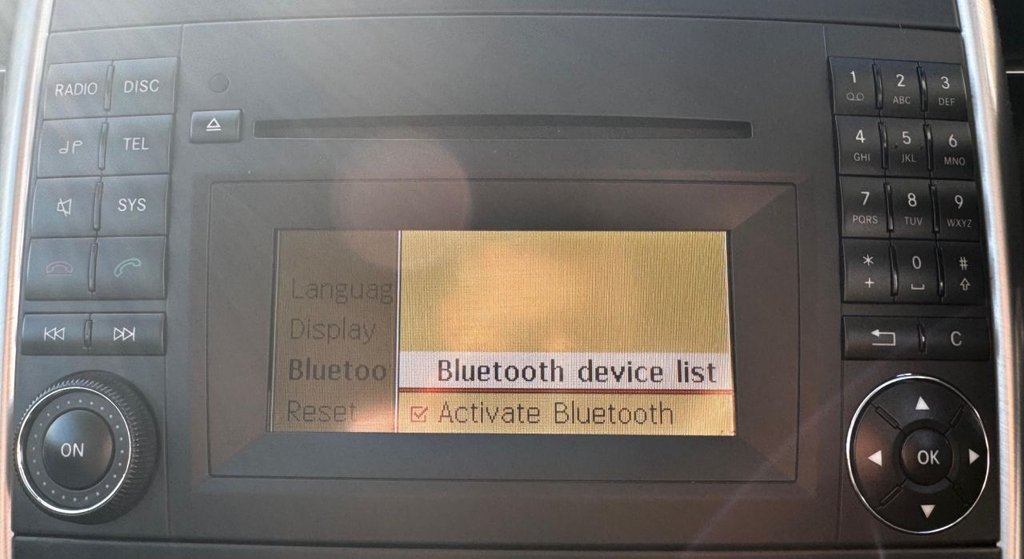 RADIO
DISC
TEL
SYS
ON
Languag
Display
Bluetoo
Reset
Bluetooth device list
Activate Bluetooth
1
2 ABC
3 DEF
4 GHI
5 JKL
6 MNO
7 PQRS
8 TUV
9 WXYZ
* +
0
#
C
OK